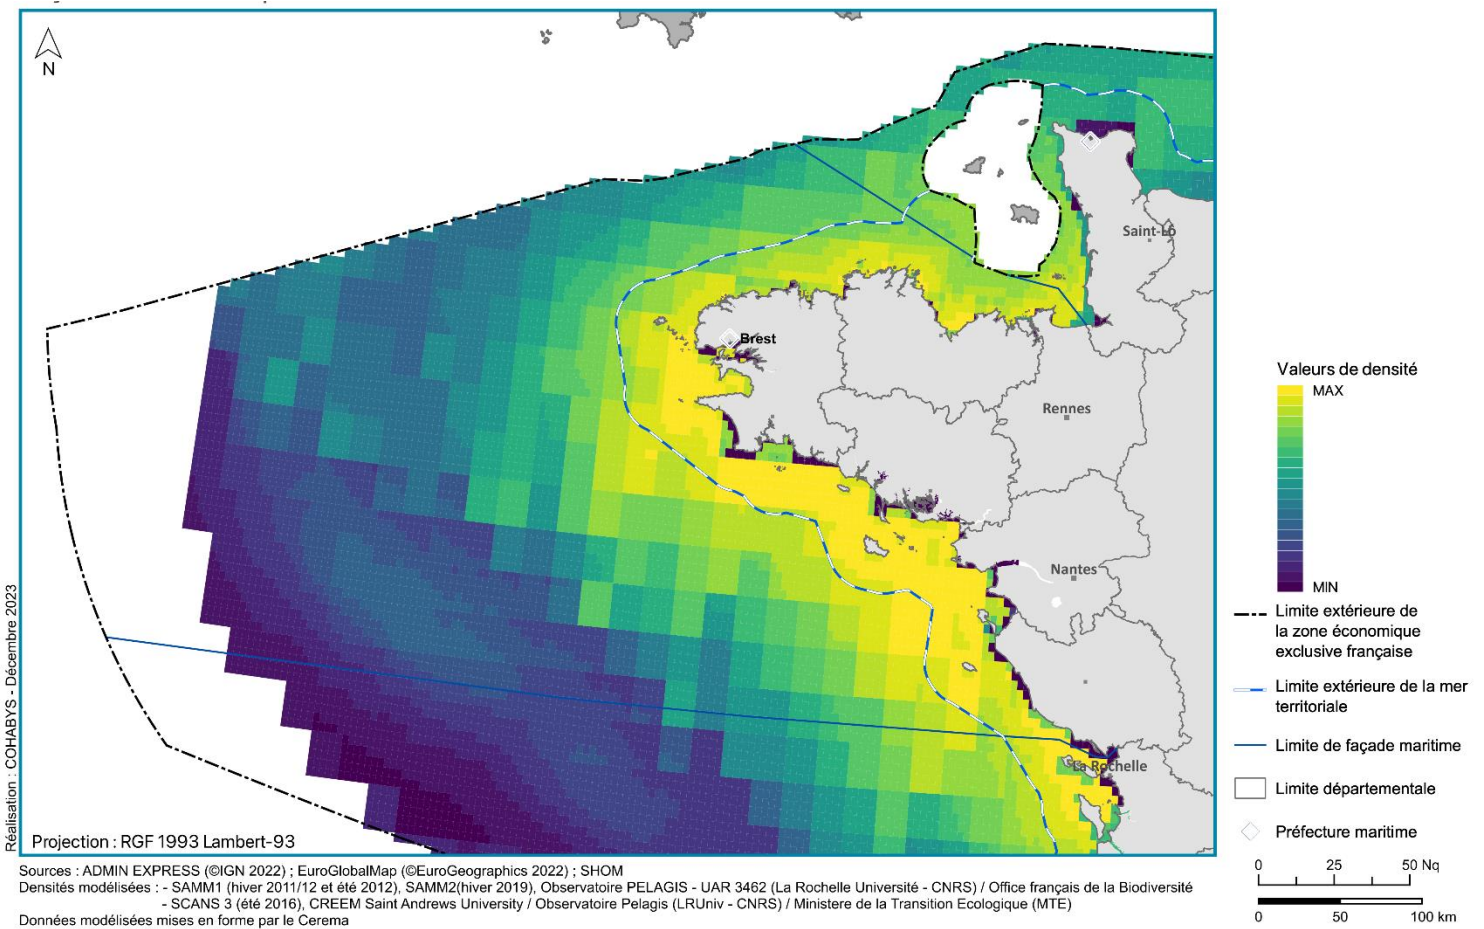 N
Saint-Lô
Brest
Rennes
Nantes
La Rochelle
Projection : RGF 1993 Lambert-93
Réalisation : COHABYS - Décembre 2023
Valeurs de densité
MAX
MIN
Limite extérieure de
la zone économique
exclusive française
Limite extérieure de la mer
territoriale
Limite de façade maritime
Limite départementale
Préfecture maritime
0 25 50 Nq
0 50 100 km
Sources : ADMIN EXPRESS (©IGN 2022) ; EuroGlobalMap (©EuroGeographics 2022) ; SHOM
Densités modélisées : - SAMM1 (hiver 2011/12 et été 2012), SAMM2(hiver 2019), Observatoire PELAGIS - UAR 3462 (La Rochelle Université - CNRS) / Office français de la Biodiversité
- SCANS 3 (été 2016), CREEM Saint Andrews University / Observatoire Pelagis (LRUniv - CNRS) / Ministere de la Transition Ecologique (MTE)
Données modélisées mises en forme par le Cerema